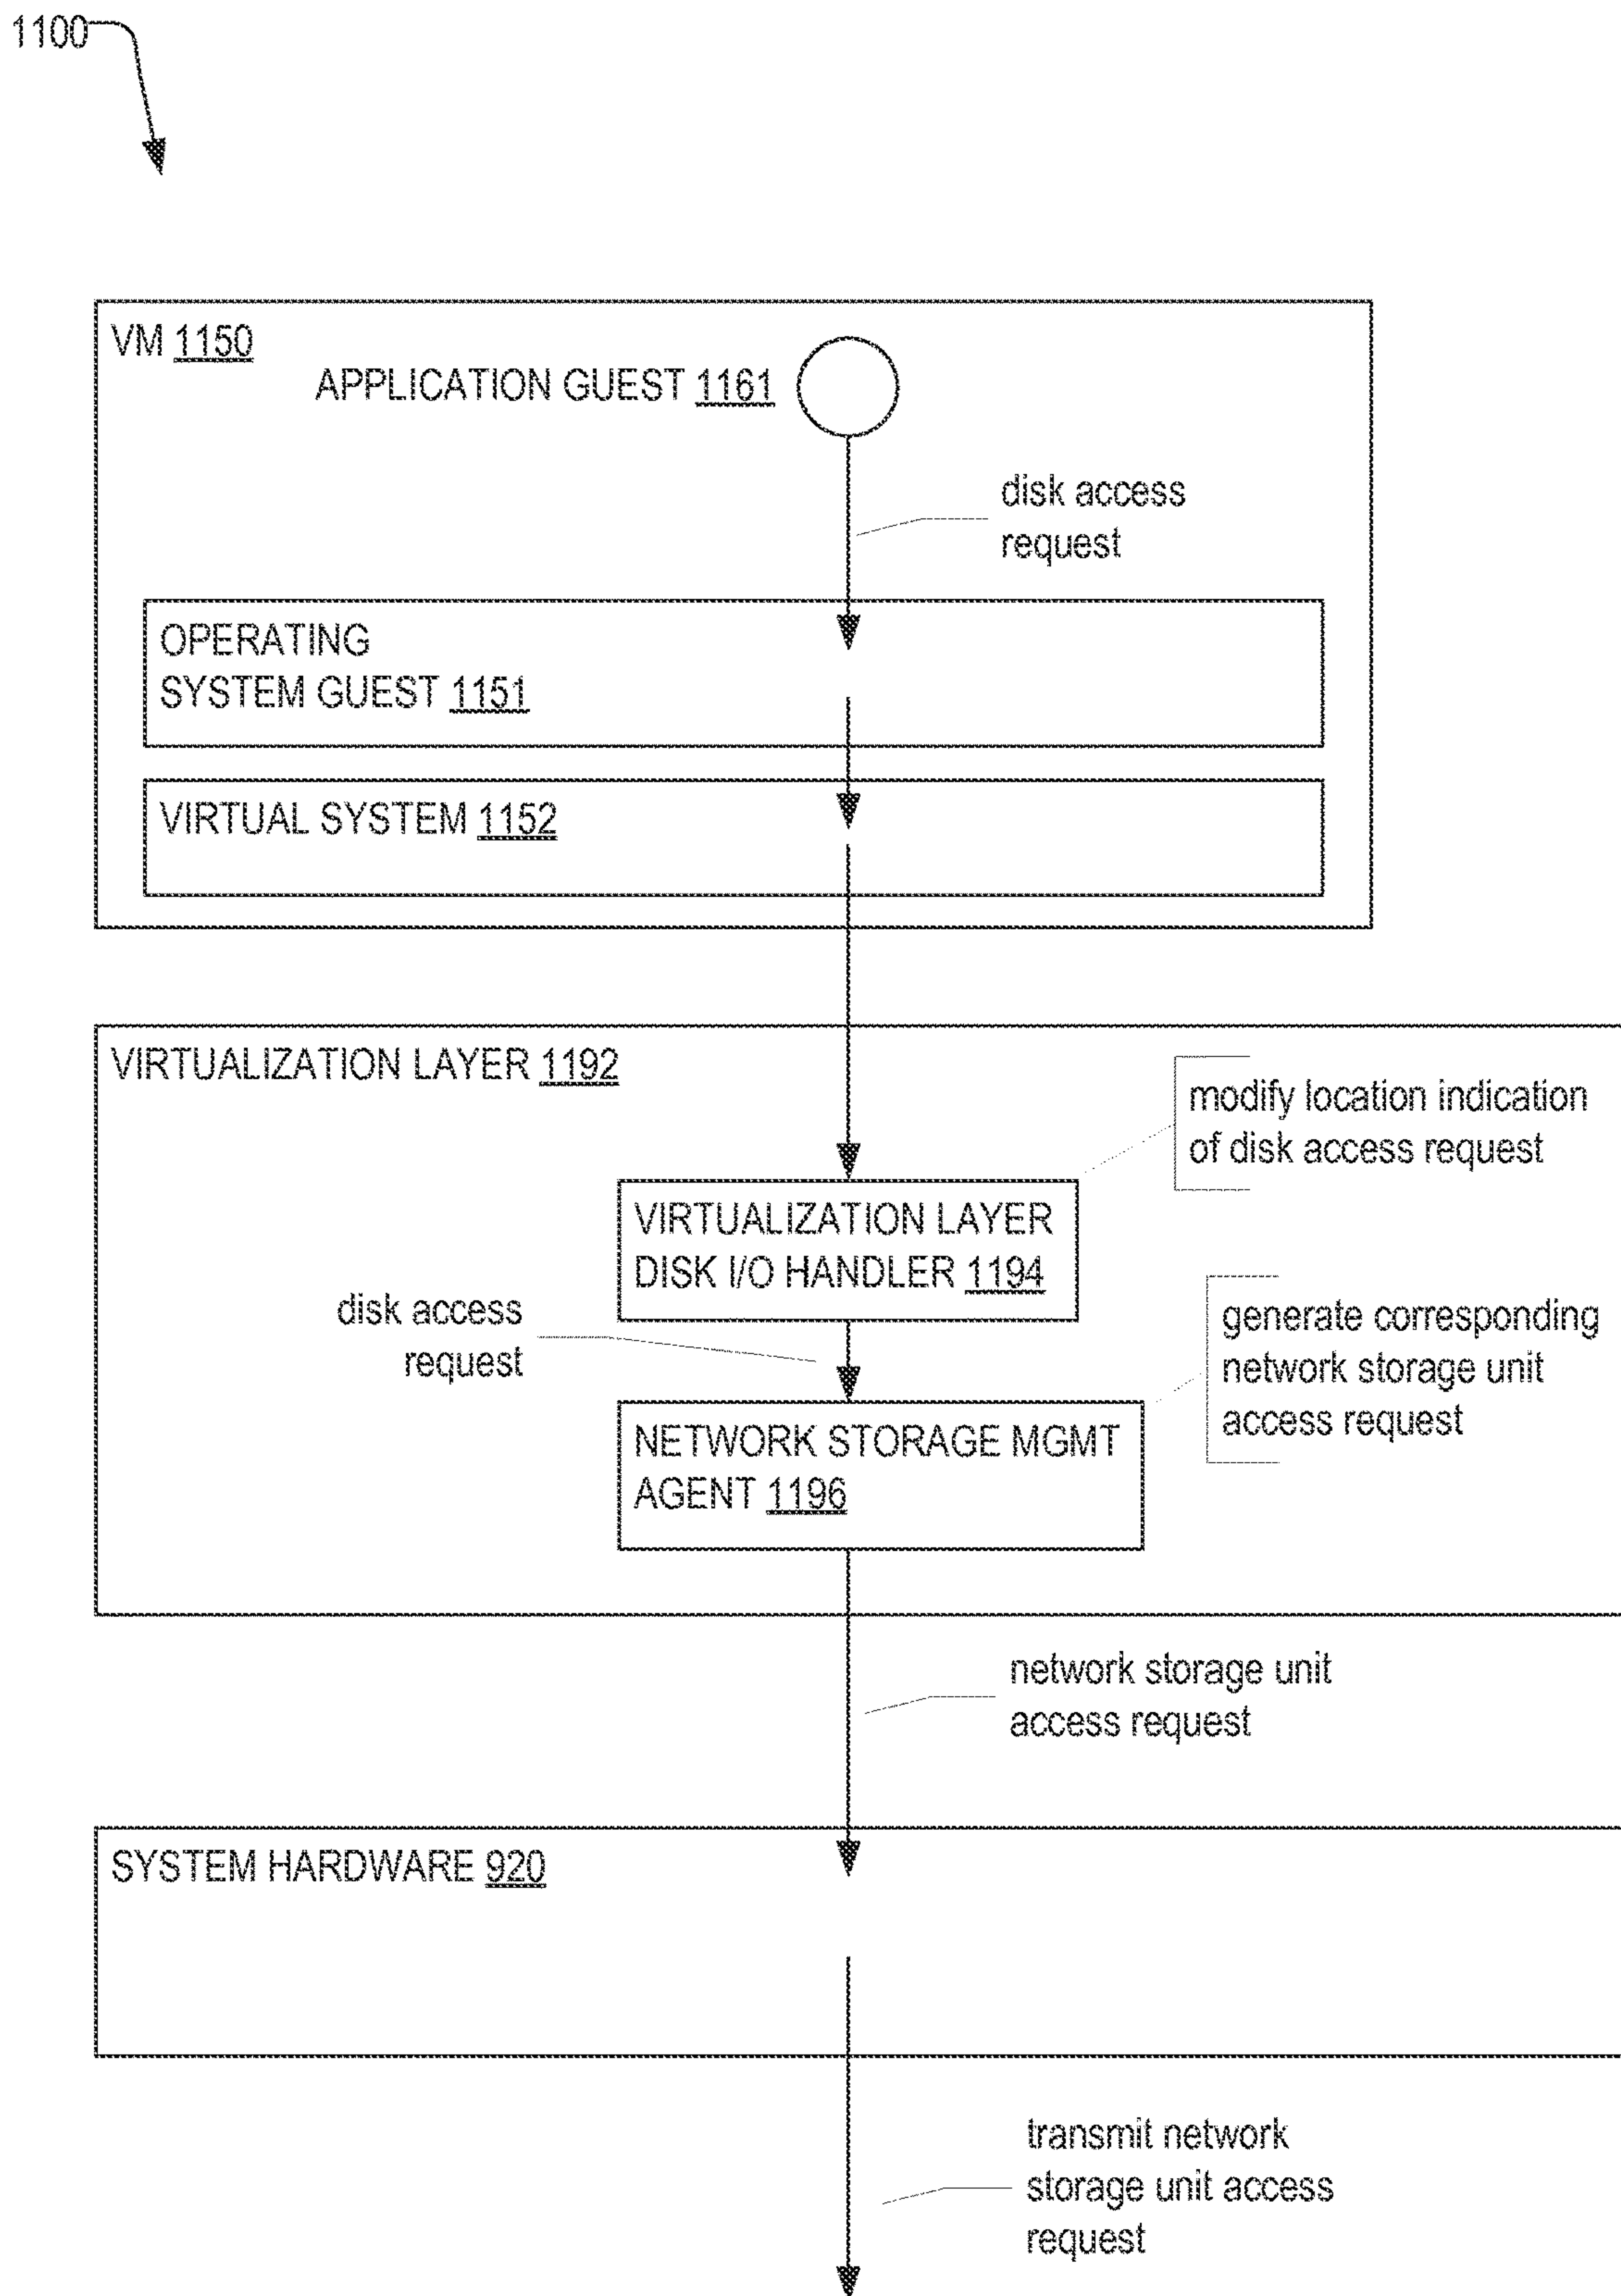 1100
VM 1150
APPLICATION GUEST 1161
disk access
request
OPERATING
SYSTEM GUEST 1151
VIRTUAL SYSTEM 1152
VIRTUALIZATION LAYER 1192
modify location indication
of disk access request
VIRTUALIZATION LAYER
DISK I/O HANDLER 1194
disk access
request
generate corresponding
network storage unit
access request
NETWORK STORAGE MGMT
AGENT 1196
network storage unit
access request
SYSTEM HARDWARE 920
transmit network
storage unit access
request